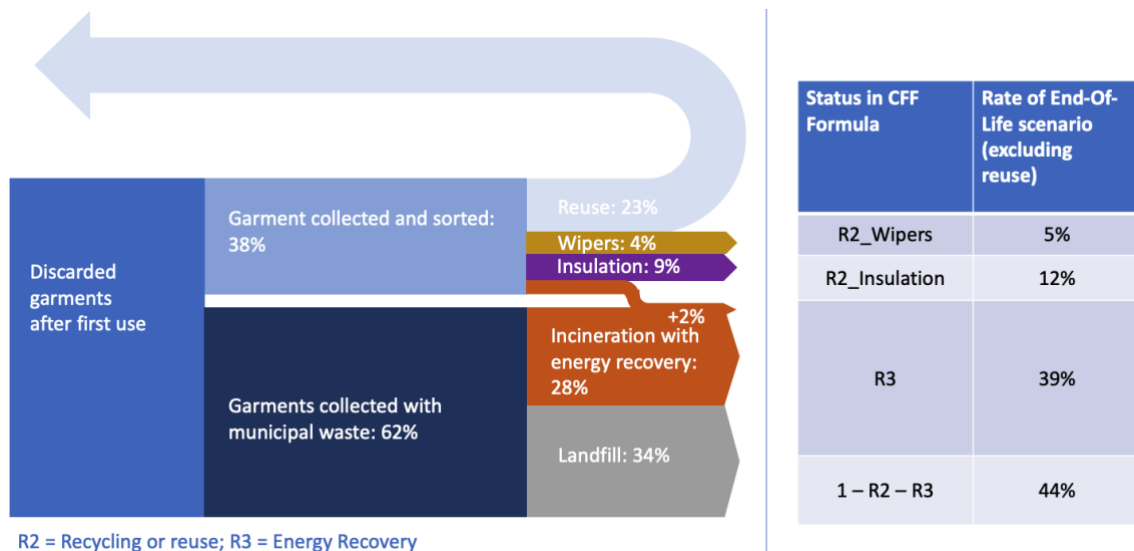 Discarded
garments
after first use
Garment collected and sorted:
38%
Garments collected with
municipal waste: 62%
Reuse: 23%
Wipers: 4%
Insulation: 9%
+2%
Incineration with
energy recovery:
28%
Landfill: 34%
R2 = Recycling or reuse; R3 = Energy Recovery
Status in CFF
Formula
Rate of End-Of-
Life scenario
(excluding
reuse)
R2_Wipers
5%
R2_Insulation
12%
R3
39%
1 – R2 – R3
44%